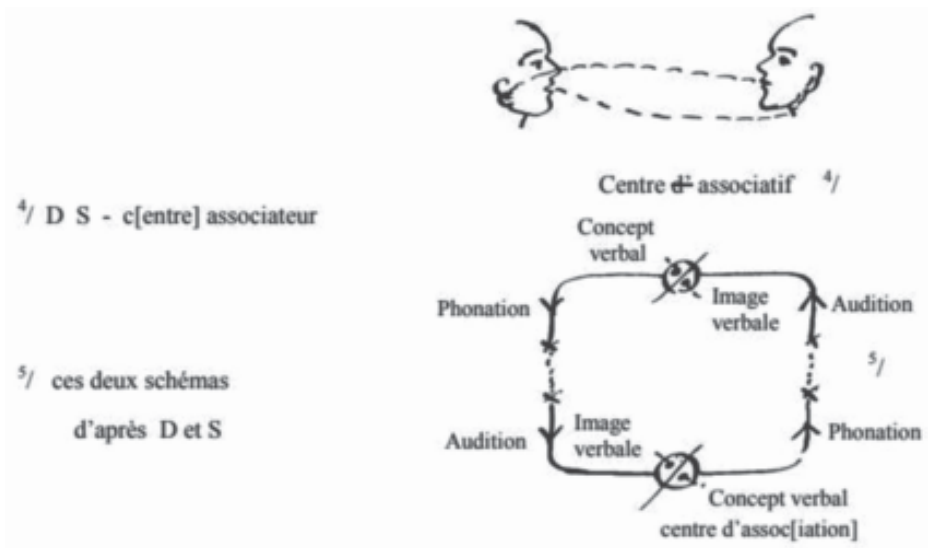 Centre d' associatif 4/
4/ D S - c[entre] associateur
Concept
verbal
Phonation
Image
verbale
Audition
5/
5/ ces deux schémas
d'après D et S
Audition
Image
verbale
Phonation
Concept verbal
centre d'assoc[iation]